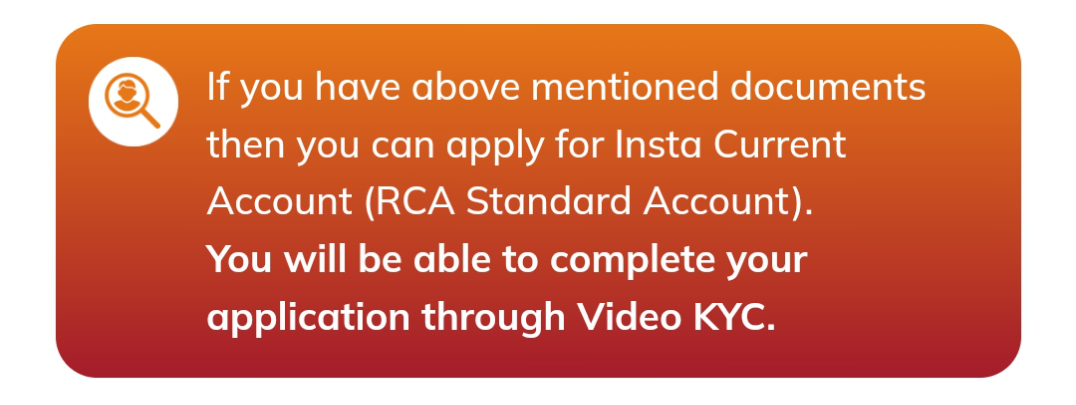 If you have above mentioned documents
then you can apply for Insta Current
Account (RCA Standard Account).
You will be able to complete your
application through Video KYC.